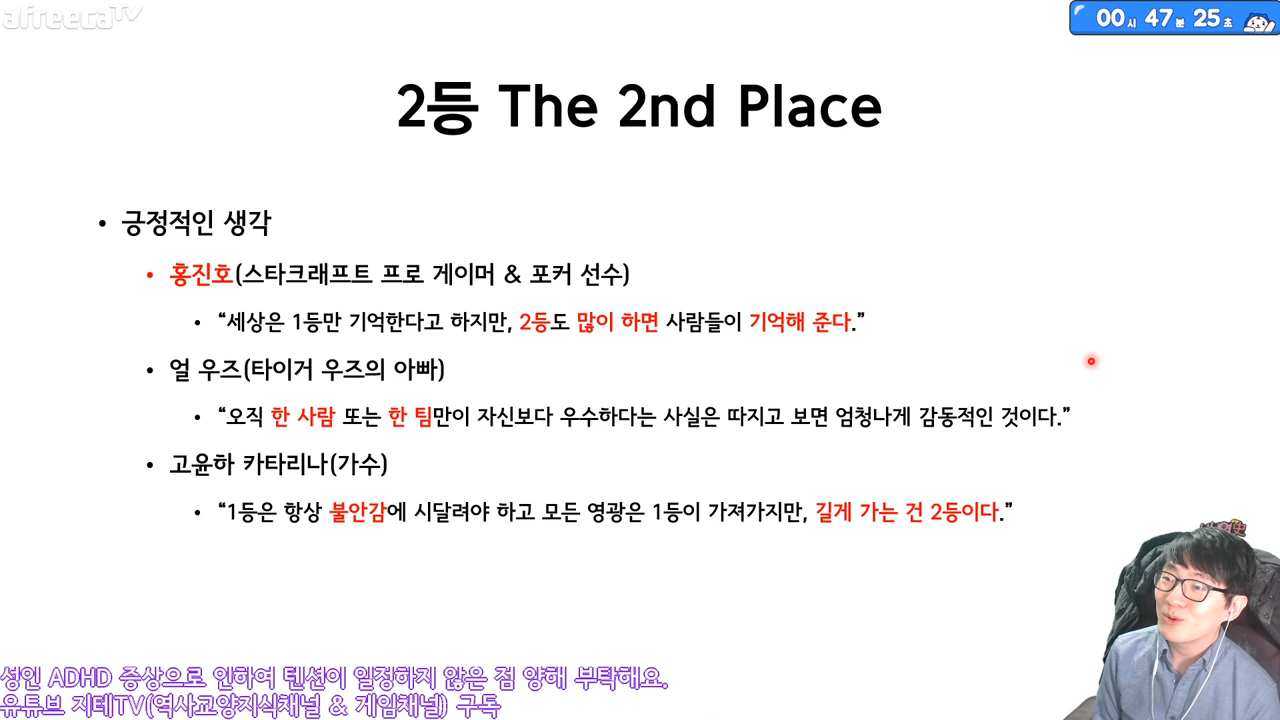 afreecaTV
00시 47분 25초
2등 The 2nd Place
• 긍정적인 생각
• 홍진호(스타크래프트 프로 게이머 & 포커 선수)
• “세상은 1등만 기억한다고 하지만, 2등도 많이 하면 사람들이 기억해 준다.”
• 얼 우즈(타이거 우즈의 아빠)
• “오직 한 사람 또는 한 팀만이 자신보다 우수하다는 사실은 따지고 보면 엄청나게 감동적인 것이다.”
• 고윤하 카타리나(가수)
• “1등은 항상 불안감에 시달려야 하고 모든 영광은 1등이 가져가지만, 길게 가는 건 2등이다.”
성인 ADHD 증상으로 인하여 텐션이 일정하지 않은 점 양해 부탁해요.
유튜브 지테TV(역사교양지식채널 & 게임채널) 구독